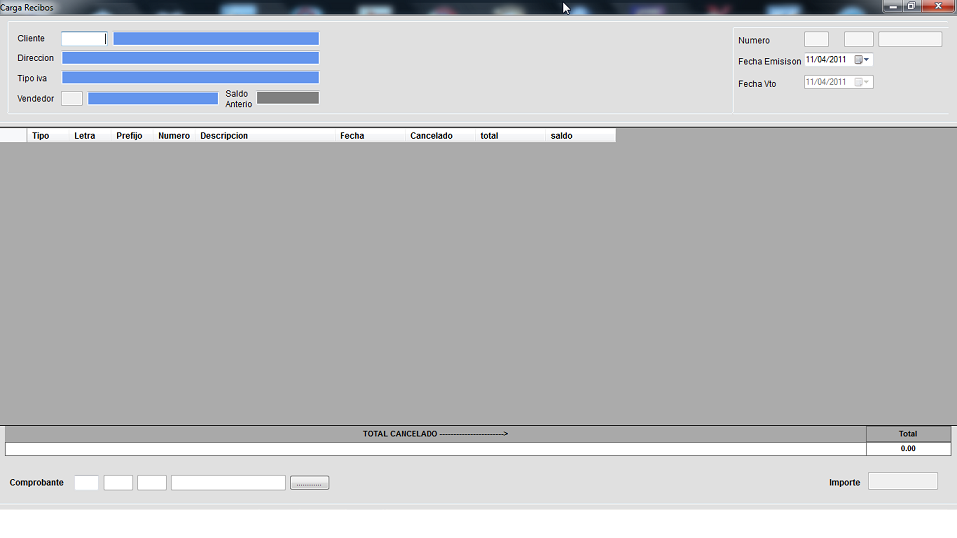 Carga Recibos
Cliente
Direccion
Tipo iva
Vendedor
Saldo
Anterio
Numero
Fecha Emisison 11/04/2011
Fecha Vto 11/04/2011
Tipo Letra Prefijo Numero Descripcion Fecha Cancelado total saldo
TOTAL CANCELADO ----------------------->
Total
0.00
Comprobante
............
Importe